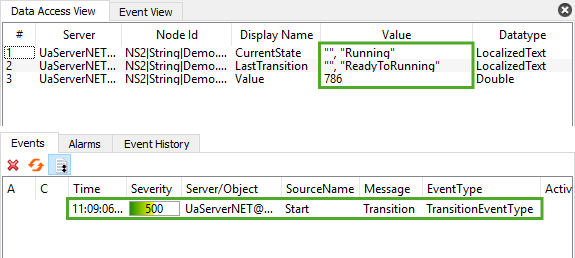 Data Access View Event View
# Server Node Id Display Name Value Datatype
1 UaServerNET... NS2|String|Demo.... CurrentState "", "Running" LocalizedText
2 UaServerNET... NS2|String|Demo.... LastTransition "", "ReadyToRunning" LocalizedText
3 UaServerNET... NS2|String|Demo.... Value 786 Double
Events Alarms Event History
A C Time Severity Server/Object SourceName Message EventType Activ
11:09:06... 500 UaServerNET@... Start Transition TransitionEventType